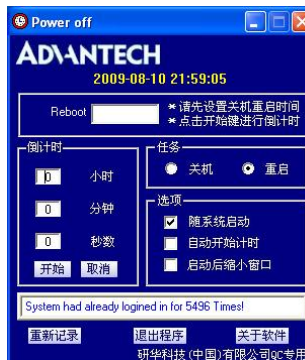 Power off
ADVANTECH
2009-08-10 21:59:05
Reboot
*请先设置关机重启时间
*点击开始键进行倒计时
倒计时
0 小时
0 分钟
0 秒数
开始 取消
任务
关机 重启
选项
随系统启动
自动开始计时
启动后缩小窗口
System had already logined in for 5496 Times!
重新记录 退出程序 关于软件
研华科技(中国)有限公司QC专用